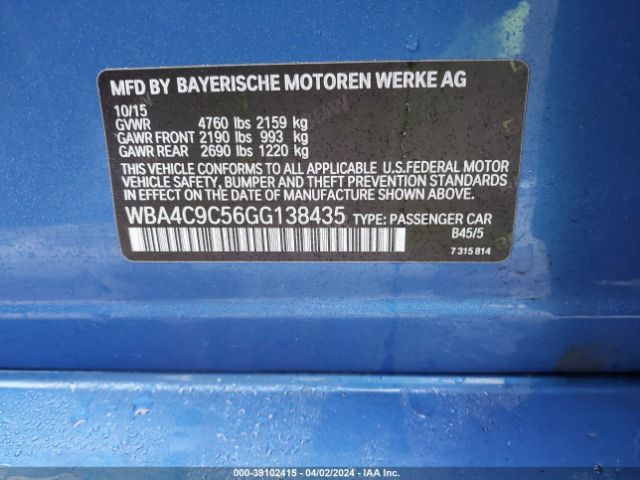 MFD BY BAYERISCHE MOTOREN WERKE AG
10/15
GVWR 4760 lbs 2159 kg
GAWR FRONT 2190 lbs 993 kg
GAWR REAR 2690 lbs 1220 kg
THIS VEHICLE CONFORMS TO ALL APPLICABLE U.S.FEDERAL MOTOR
VEHICLE SAFETY, BUMPER AND THEFT PREVENTION STANDARDS
IN EFFECT ON THE DATE OF MANUFACTURE SHOWN ABOVE.
WBA4C9C56GG138435 TYPE: PASSENGER CAR
B45/5
7 315 814
000-39102415 - 04/02/2024 - IAA Inc.